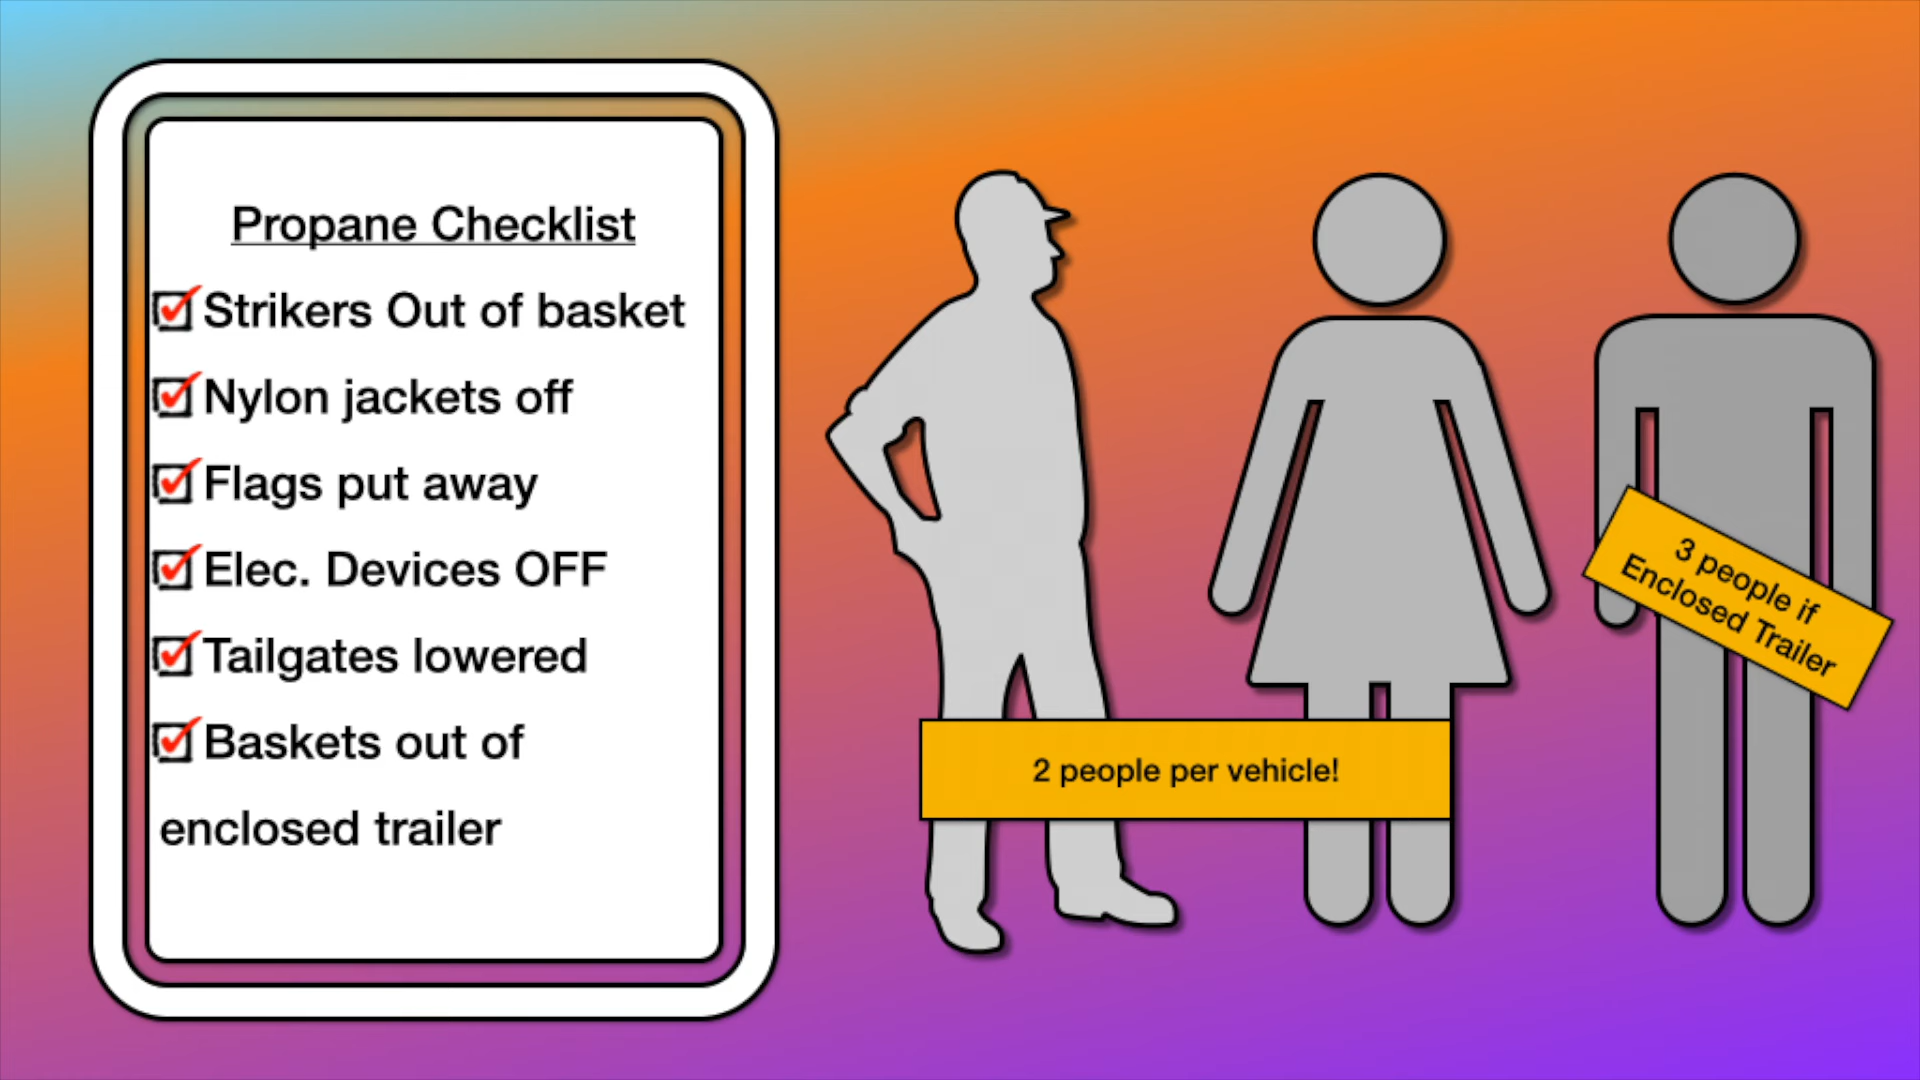 Propane Checklist
Strikers Out of basket
Nylon jackets off
Flags put away
Elec. Devices OFF
Tailgates lowered
Baskets out of
enclosed trailer
2 people per vehicle!
3 people if
Enclosed Trailer